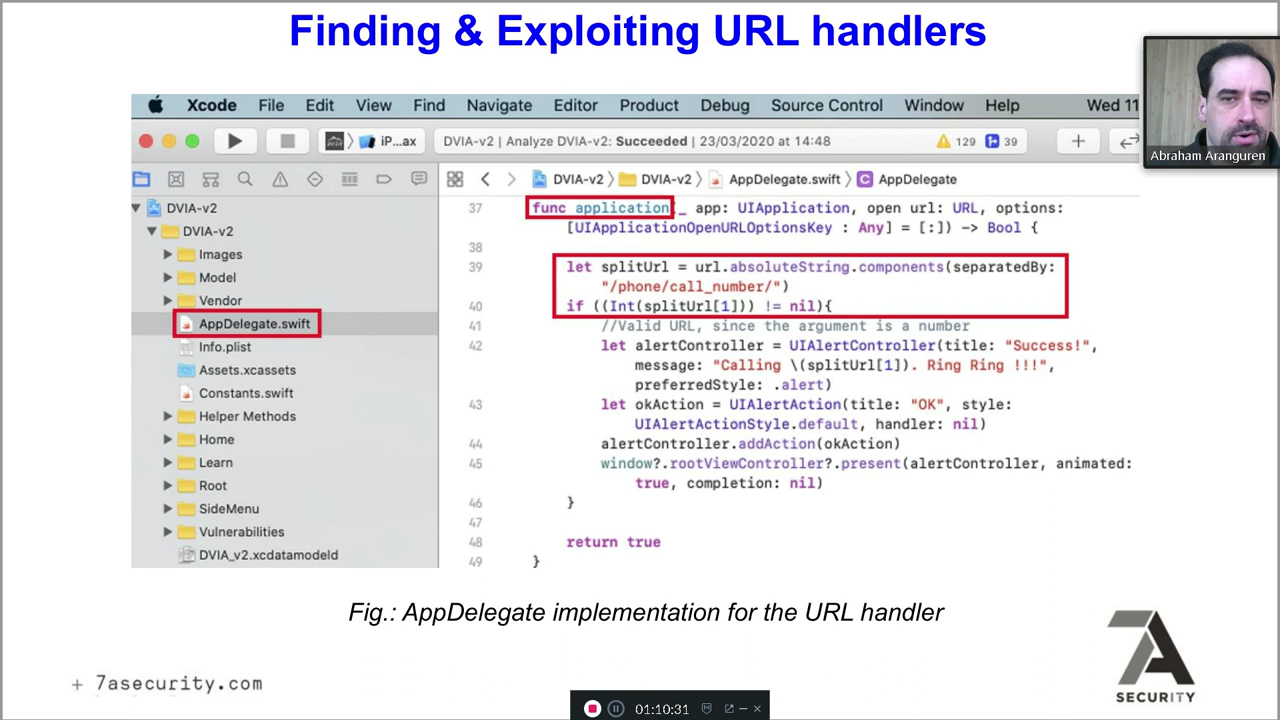 Finding & Exploiting URL handlers
Abraham Aranguren
Xcode File Edit View Find Navigate Editor Product Debug Source Control Window Help Wed 11
iP...ax DVIA-v2 | Analyze DVIA-v2: Succeeded | 23/03/2020 at 14:48 129 39
DVIA-v2 DVIA-v2 AppDelegate.swift C AppDelegate
DVIA-v2
DVIA-v2
Images
Model
Vendor
AppDelegate.swift
Info.plist
Assets.xcassets
Constants.swift
Helper Methods
Home
Learn
Root
SideMenu
Vulnerabilities
DVIA_v2.xcdatamodeld
37 func application(_ app: UIApplication, open url: URL, options:
[UIApplicationOpenURLOptionsKey : Any] = [:]) -> Bool {
38
39 let splitUrl = url.absoluteString.components(separatedBy:
"/phone/call_number/")
40 if ((Int(splitUrl[1])) != nil){
41 //Valid URL, since the argument is a number
42 let alertController = UIAlertController(title: "Success!",
message: "Calling \(splitUrl[1]). Ring Ring !!!",
preferredStyle: .alert)
43 let okAction = UIAlertAction(title: "OK", style:
UIAlertActionStyle.default, handler: nil)
44 alertController.addAction(okAction)
45 window?.rootViewController?.present(alertController, animated:
true, completion: nil)
46 }
47
48 return true
49 }
Fig.: AppDelegate implementation for the URL handler
7A
SECURITY
+ 7asecurity.com
01:10:31